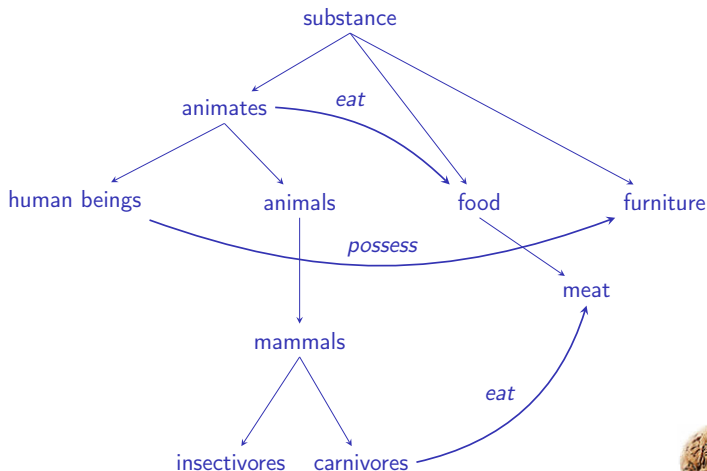 substance
animates
eat
human beings
animals
food
furniture
possess
meat
mammals
eat
insectivores
carnivores